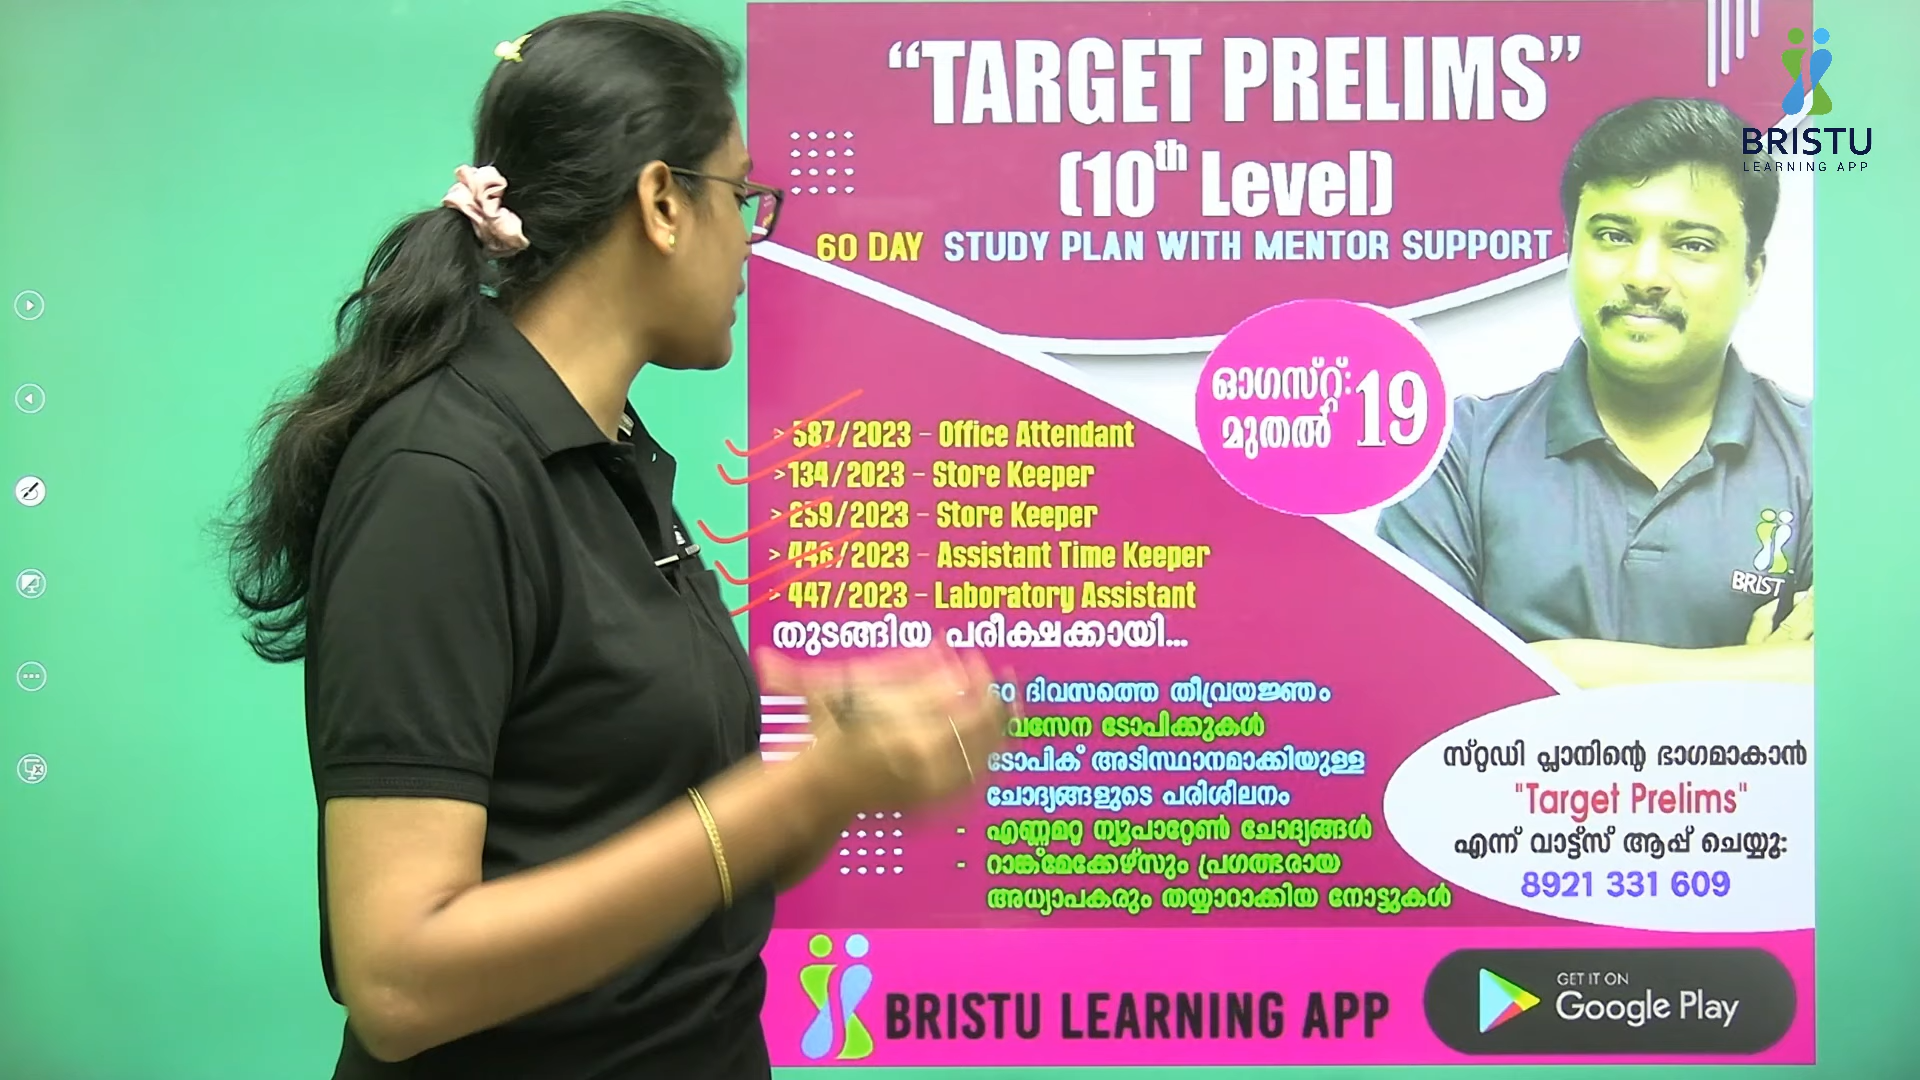 "TARGET PRELIMS"
(10th Level)
60 DAY STUDY PLAN WITH MENTOR SUPPORT
BRISTU
LEARNING APP
ഓഗസ്റ്റ്:
മുതൽ 19
> 587/2023 - Office Attendant
>134/2023 - Store Keeper
> 259/2023 - Store Keeper
> 446/2023 - Assistant Time Keeper
> 447/2023 - Laboratory Assistant
തുടങ്ങിയ പരീക്ഷക്കായി...
60 ദിവസത്തെ തീവ്രയജ്ഞം
ടോപിക്കുകൾ
ടോപിക് അടിസ്ഥാനമാക്കിയുള്ള
ചോദ്യങ്ങളുടെ പരിശീലനം
- എണ്ണമറ്റ ന്യൂപാറ്റേൺ ചോദ്യങ്ങൾ
- റാങ്ക്മേക്കേഴ്സും പ്രഗത്ഭരായ
അധ്യാപകരും തയ്യാറാക്കിയ നോട്ടുകൾ
സ്റ്റഡി പ്ലാനിന്റെ ഭാഗമാകാൻ
"Target Prelims"
എന്ന് വാട്ട്സ് ആപ്പ് ചെയ്യൂ:
8921 331 609
BRISTU LEARNING APP
GET IT ON
Google Play